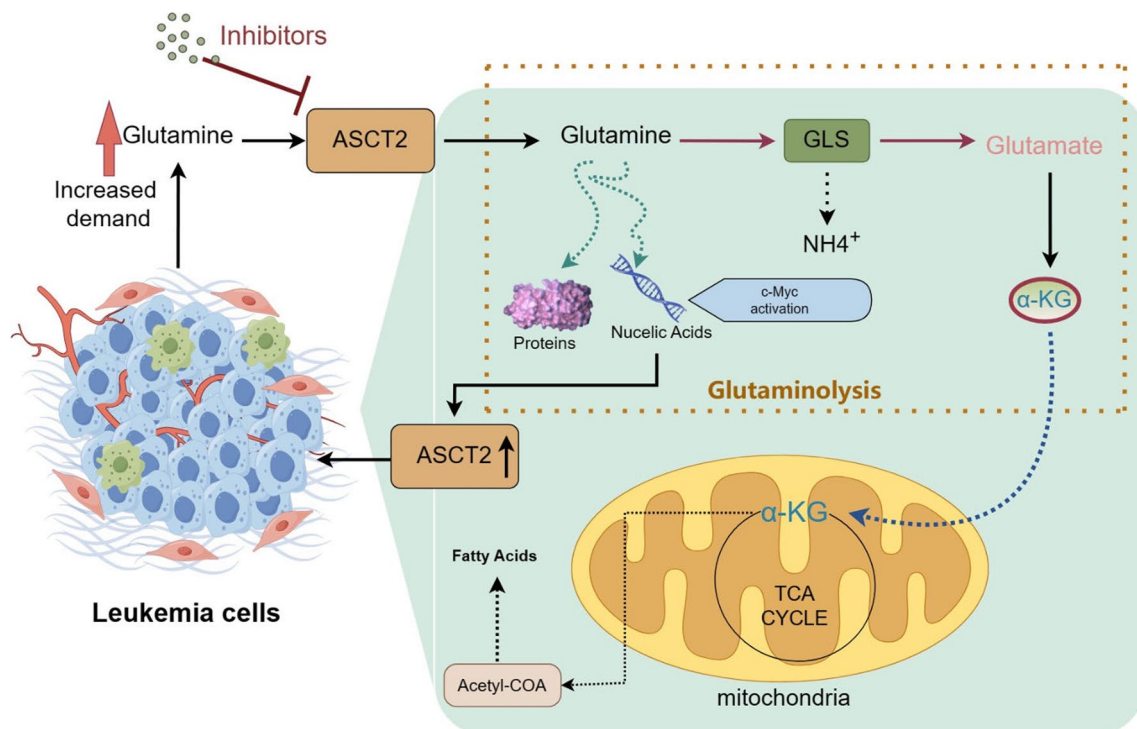 Inhibitors
Glutamine
ASCT2
Glutamine
GLS
Glutamate
Increased
demand
NH4⁺
α-KG
c-Myc
activation
Proteins
Nucelic Acids
Glutaminolysis
ASCT2
α-KG
Fatty Acids
TCA
CYCLE
Leukemia cells
Acetyl-COA
mitochondria